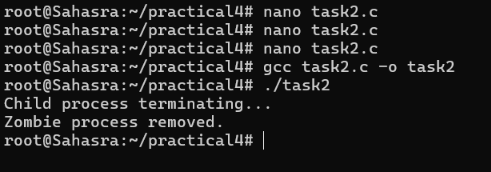 root@Sahasra:~/practical4# nano task2.c
root@Sahasra:~/practical4# nano task2.c
root@Sahasra:~/practical4# nano task2.c
root@Sahasra:~/practical4# gcc task2.c -o task2
root@Sahasra:~/practical4# ./task2
Child process terminating...
Zombie process removed.
root@Sahasra:~/practical4#